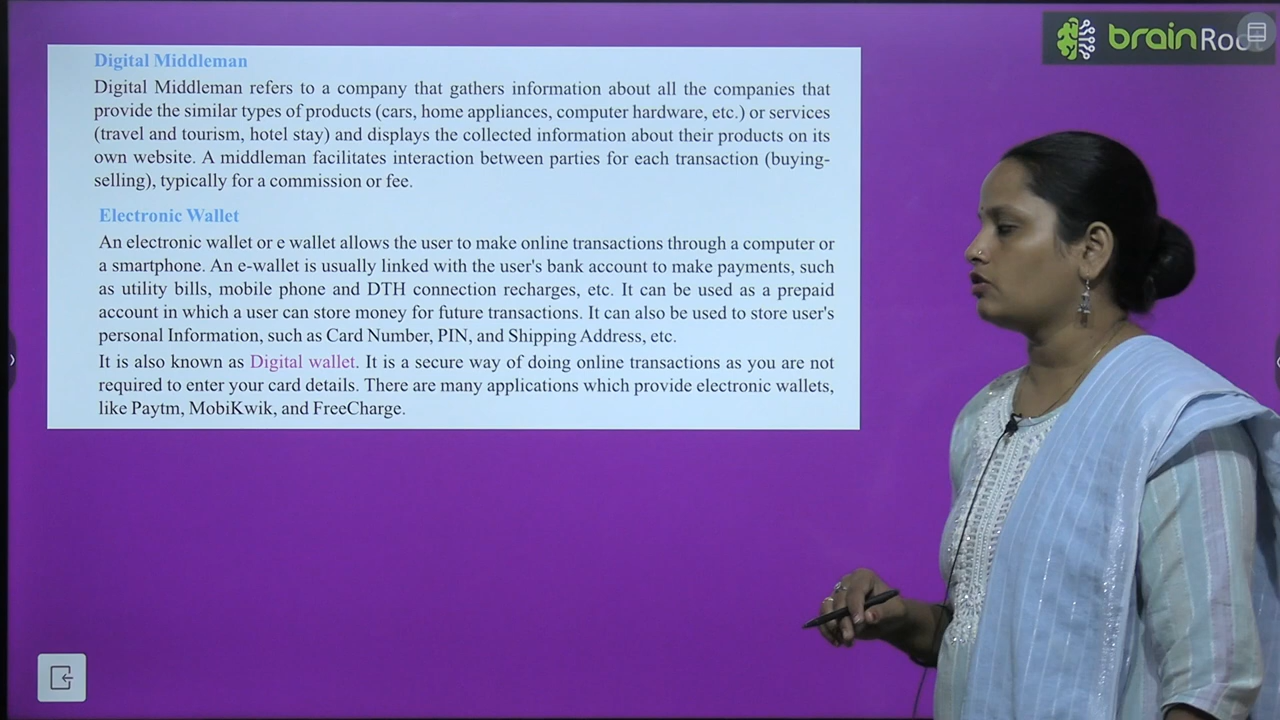 brainRoot
Digital Middleman
Digital Middleman refers to a company that gathers information about all the companies that
provide the similar types of products (cars, home appliances, computer hardware, etc.) or services
(travel and tourism, hotel stay) and displays the collected information about their products on its
own website. A middleman facilitates interaction between parties for each transaction (buying-
selling), typically for a commission or fee.
Electronic Wallet
An electronic wallet or e wallet allows the user to make online transactions through a computer or
a smartphone. An e-wallet is usually linked with the user's bank account to make payments, such
as utility bills, mobile phone and DTH connection recharges, etc. It can be used as a prepaid
account in which a user can store money for future transactions. It can also be used to store user's
personal Information, such as Card Number, PIN, and Shipping Address, etc.
It is also known as Digital wallet. It is a secure way of doing online transactions as you are not
required to enter your card details. There are many applications which provide electronic wallets,
like Paytm, MobiKwik, and FreeCharge.